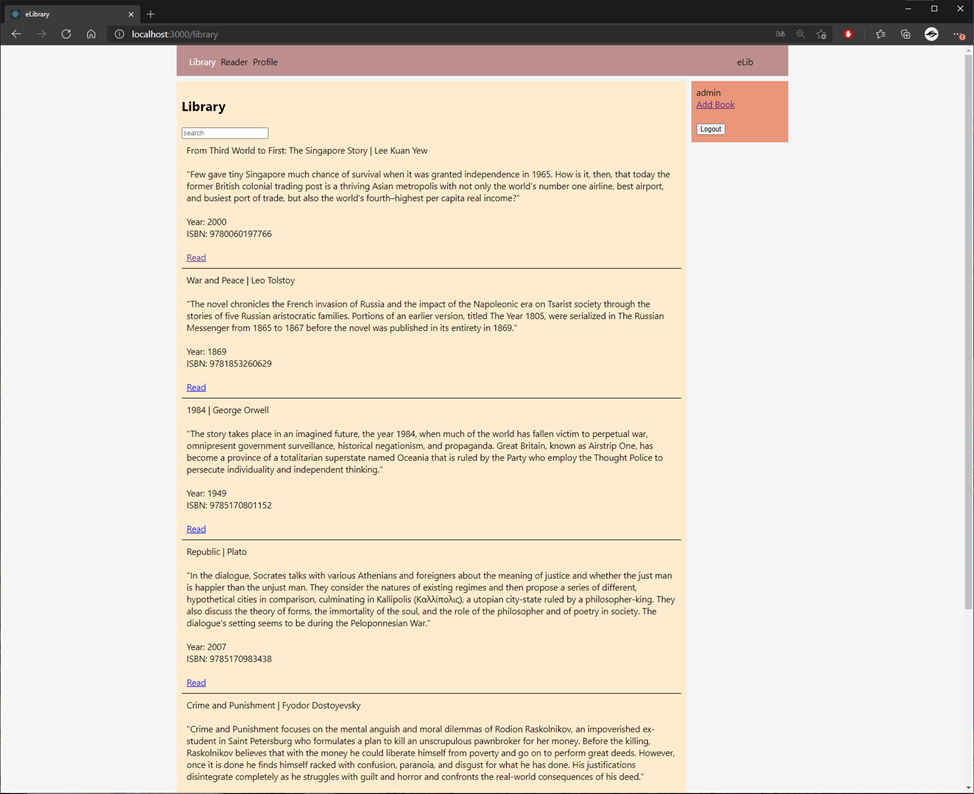 eLibrary
localhost:3000/library
Library Reader Profile
eLib
Library
search
From Third World to First: The Singapore Story | Lee Kuan Yew
"Few gave tiny Singapore much chance of survival when it was granted independence in 1965. How is it, then, that today the
former British colonial trading post is a thriving Asian metropolis with not only the world's number one airline, best airport,
and busiest port of trade, but also the world's fourth–highest per capita real income?"
Year: 2000
ISBN: 9780060197766
Read
War and Peace | Leo Tolstoy
"The novel chronicles the French invasion of Russia and the impact of the Napoleonic era on Tsarist society through the
stories of five Russian aristocratic families. Portions of an earlier version, titled The Year 1805, were serialized in The Russian
Messenger from 1865 to 1867 before the novel was published in its entirety in 1869."
Year: 1869
ISBN: 9781853260629
Read
1984 | George Orwell
"The story takes place in an imagined future, the year 1984, when much of the world has fallen victim to perpetual war,
omnipresent government surveillance, historical negationism, and propaganda. Great Britain, known as Airstrip One, has
become a province of a totalitarian superstate named Oceania that is ruled by the Party who employ the Thought Police to
persecute individuality and independent thinking."
Year: 1949
ISBN: 9785170801152
Read
Republic | Plato
"In the dialogue, Socrates talks with various Athenians and foreigners about the meaning of justice and whether the just man
is happier than the unjust man. They consider the natures of existing regimes and then propose a series of different,
hypothetical cities in comparison, culminating in Kallipolis (Καλλίπολις), a utopian city-state ruled by a philosopher-king. They
also discuss the theory of forms, the immortality of the soul, and the role of the philosopher and of poetry in society. The
dialogue's setting seems to be during the Peloponnesian War."
Year: 2007
ISBN: 9785170983438
Read
Crime and Punishment | Fyodor Dostoyevsky
"Crime and Punishment focuses on the mental anguish and moral dilemmas of Rodion Raskolnikov, an impoverished ex-
student in Saint Petersburg who formulates a plan to kill an unscrupulous pawnbroker for her money. Before the killing,
Raskolnikov believes that with the money he could liberate himself from poverty and go on to perform great deeds. However,
once it is done he finds himself racked with confusion, paranoia, and disgust for what he has done. His justifications
disintegrate completely as he struggles with guilt and horror and confronts the real-world consequences of his deed."
admin
Add Book
Logout